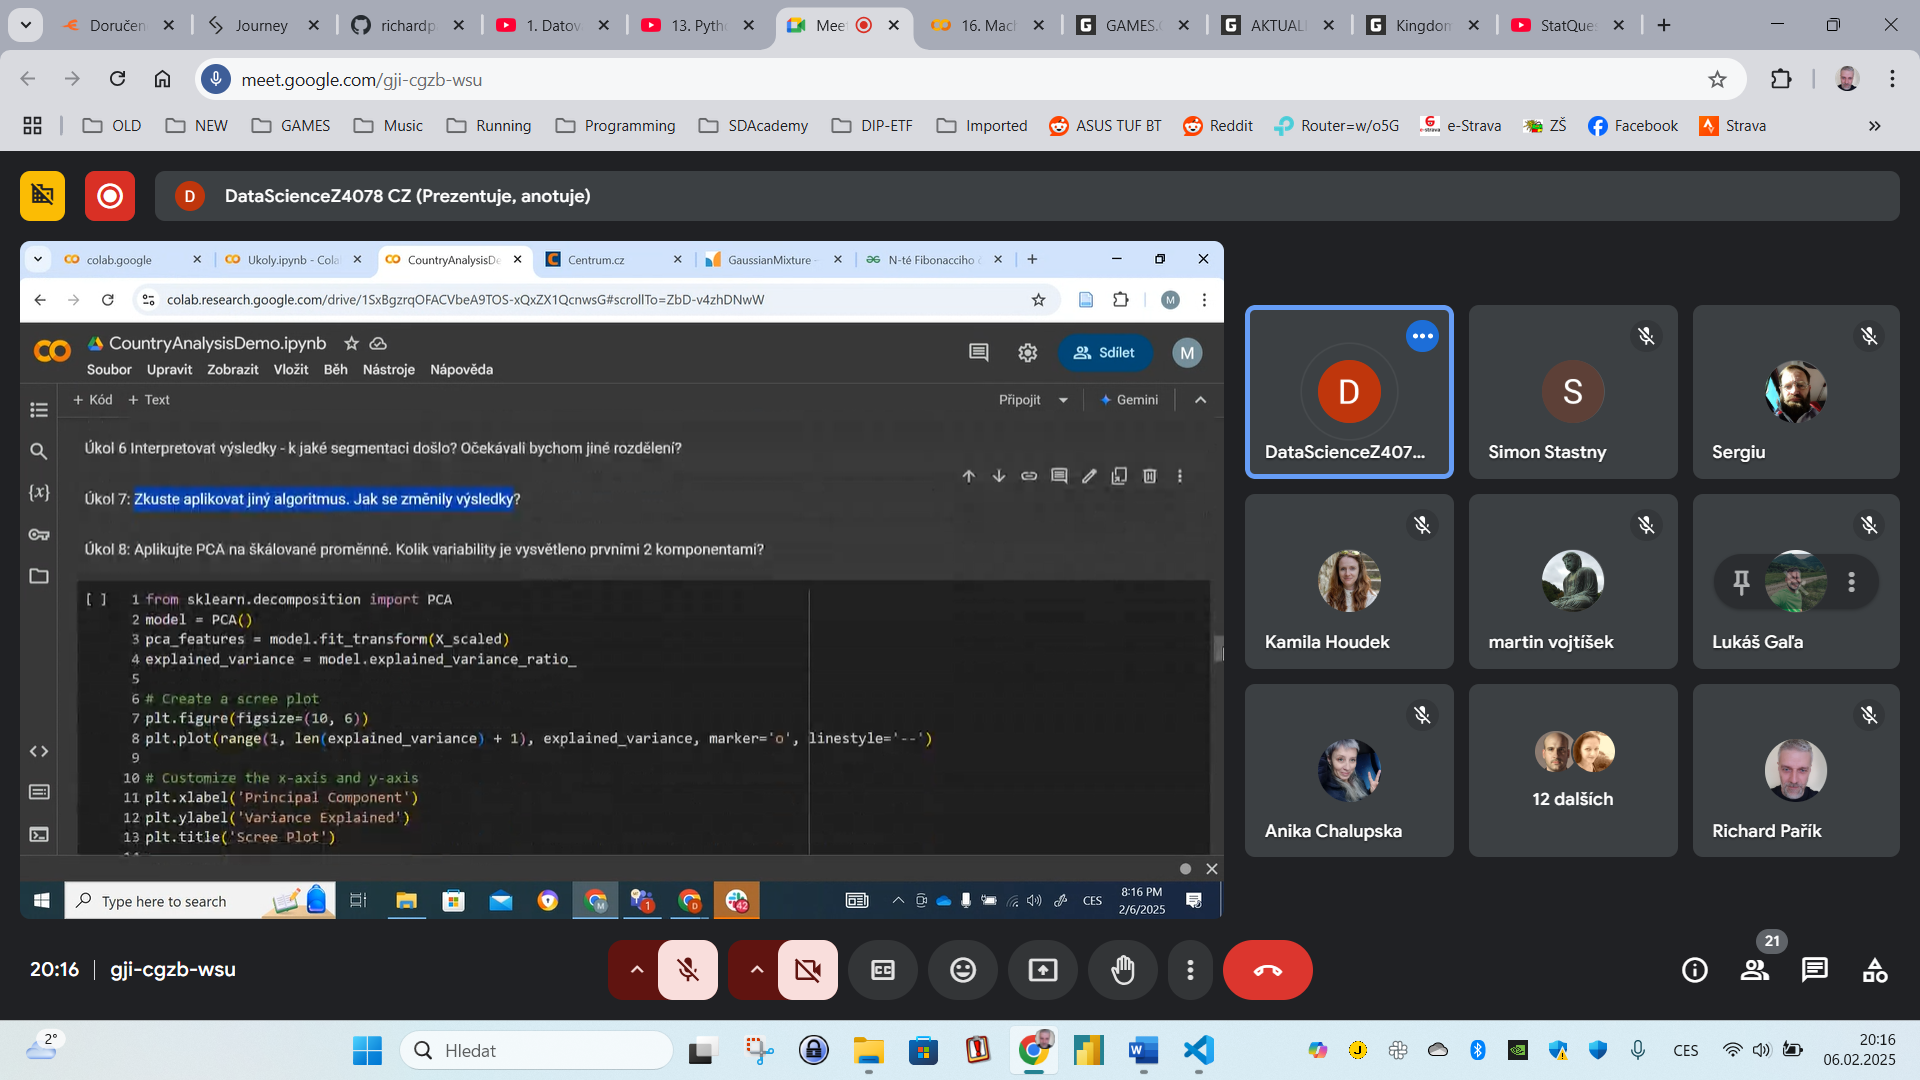 Doručen
Journey
richardp
1. Datov
13. Pyth
Meet
16. Mach
GAMES.
AKTUAL
Kingdom
StatQues
meet.google.com/gji-cgzb-wsu
OLD
NEW
GAMES
Music
Running
Programming
SDAcademy
DIP-ETF
Imported
ASUS TUF BT
Reddit
Router=w/o5G
e-Strava
ZŠ
Facebook
Strava
D
DataScienceZ4078 CZ (Prezentuje, anotuje)
colab.google
Ukoly.ipynb - Cola
CountryAnalysisDe
Centrum.cz
GaussianMixture -
N-té Fibonacciho
colab.research.google.com/drive/1SxBgzrqOFACVbeA9TOS-xQxZX1QcnwsG#scrollTo=ZbD-v4zhDNwW
M
CountryAnalysisDemo.ipynb
Sdílet
M
Soubor Upravit Zobrazit Vložit Běh Nástroje Nápověda
+ Kód + Text
Připojit
Gemini
Úkol 6 Interpretovat výsledky - k jaké segmentaci došlo? Očekávali bychom jiné rozdělení?
Úkol 7: Zkuste aplikovat jiný algoritmus. Jak se změnily výsledky?
Úkol 8: Aplikujte PCA na škálované proměnné. Kolik variability je vysvětleno prvními 2 komponentami?
[ ] 1 from sklearn.decomposition import PCA
2 model = PCA()
3 pca_features = model.fit_transform(X_scaled)
4 explained_variance = model.explained_variance_ratio_
5
6 # Create a scree plot
7 plt.figure(figsize=(10, 6))
8 plt.plot(range(1, len(explained_variance) + 1), explained_variance, marker='o', linestyle='--')
9
10 # Customize the x-axis and y-axis
11 plt.xlabel('Principal Component')
12 plt.ylabel('Variance Explained')
13 plt.title('Scree Plot')
14
Type here to search
CES
8:16 PM
2/6/2025
D
DataScienceZ407...
S
Simon Stastny
Sergiu
Kamila Houdek
martin vojtíšek
Lukáš Gaľa
Anika Chalupska
12 dalších
Richard Pařík
20:16
gji-cgzb-wsu
21
2°
Hledat
CES
20:16
06.02.2025